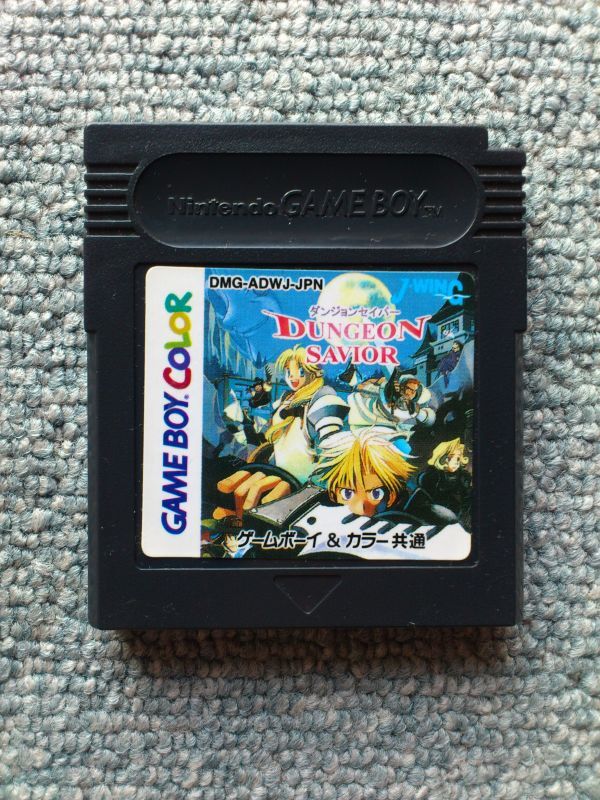 Nintendo GAME BOY TM
DMG-ADWJ-JPN
J-WING
ダンジョンセイバー
DUNGEON
SAVIOR
GAME BOY COLOR
ゲームボーイ & カラー共通